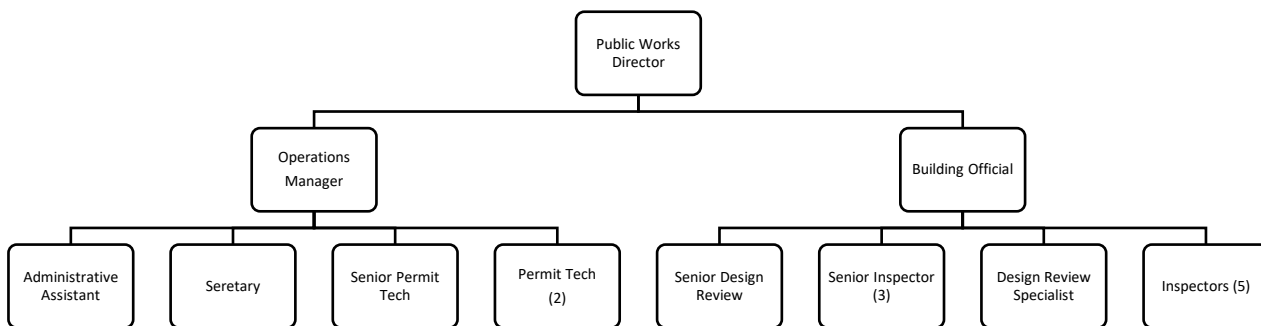 Public Works
Director
Operations
Manager
Building Official
Administrative
Assistant
Seretary
Senior Permit
Tech
Permit Tech
(2)
Senior Design
Review
Senior Inspector
(3)
Design Review
Specialist
Inspectors (5)